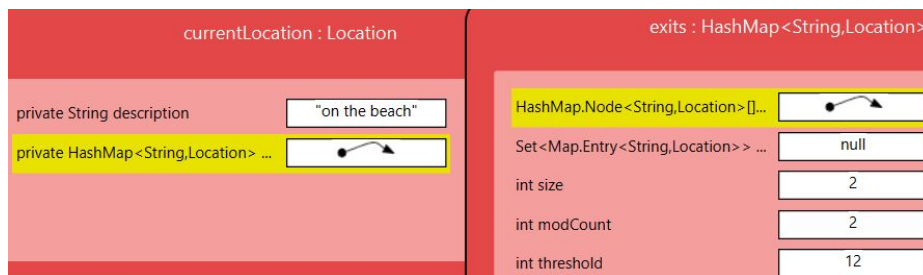 currentLocation : Location
private String description "on the beach"
private HashMap<String,Location> ...
exits : HashMap<String,Location>
HashMap.Node<String,Location>[]...
Set<Map.Entry<String,Location>> ... null
int size 2
int modCount 2
int threshold 12